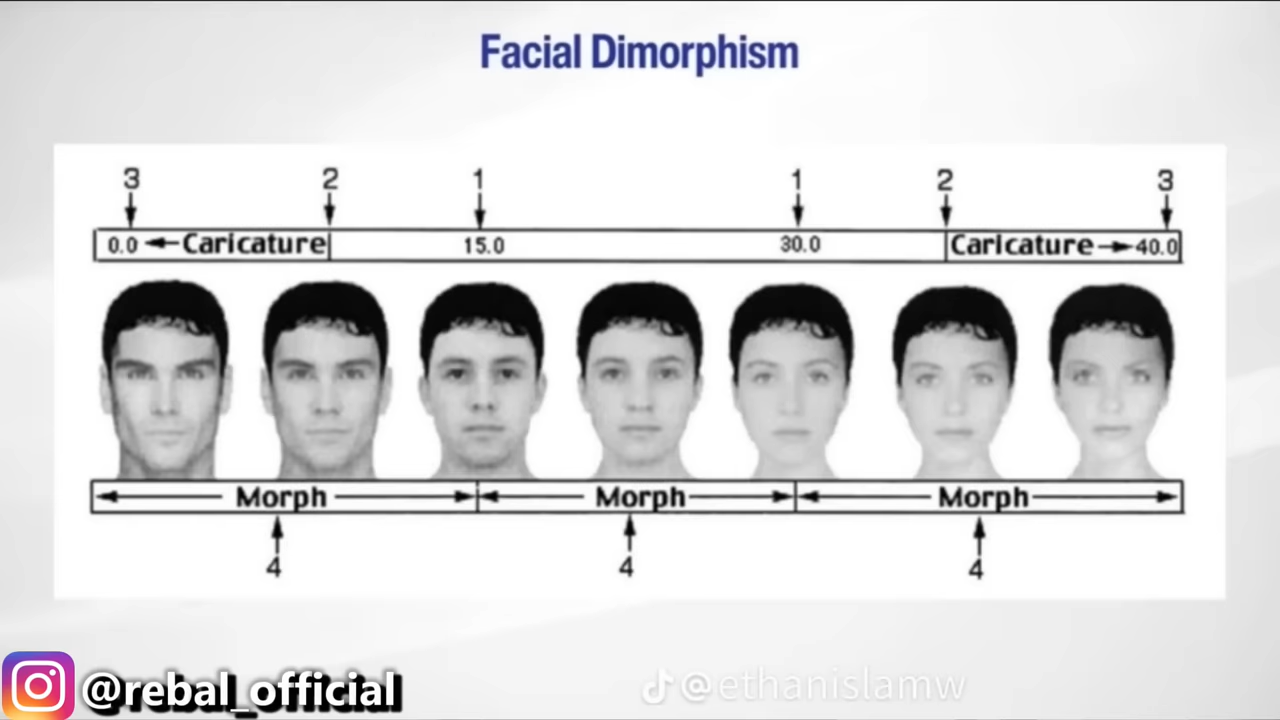 Facial Dimorphism
3 2 1 1 2 3
0.0 ←Caricature 15.0 30.0 Caricature→40.0
Morph Morph Morph
4 4 4
@rebal_official
@ethanislamw